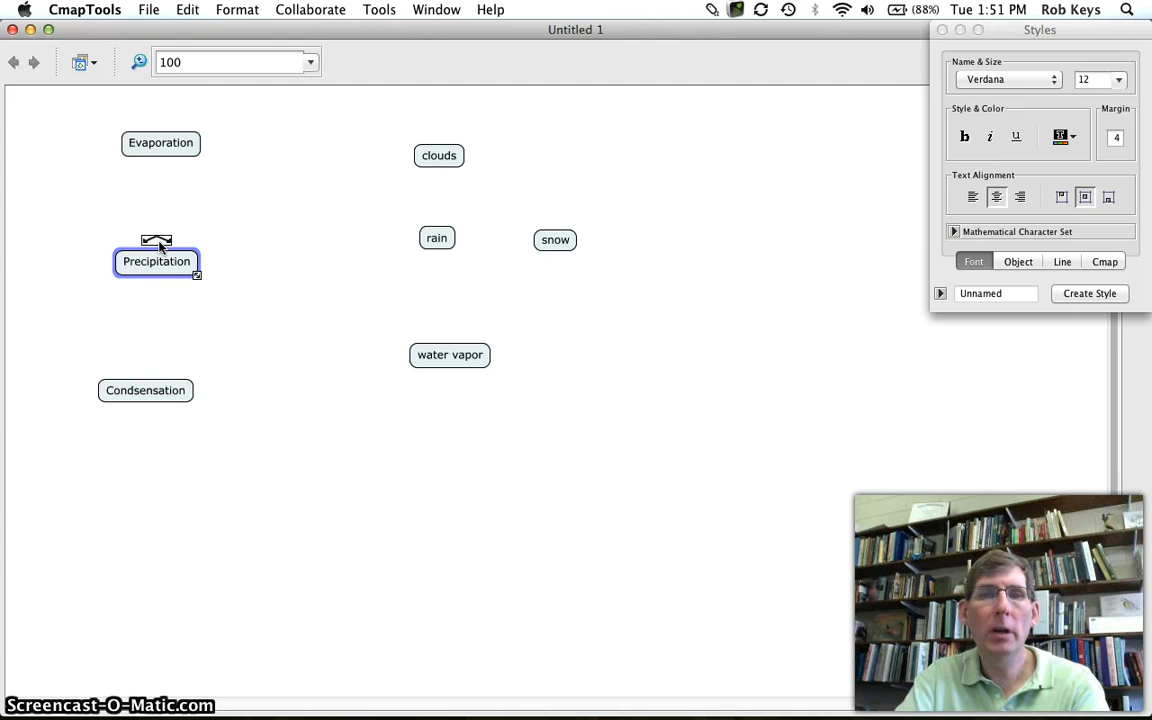 CmapTools File Edit Format Collaborate Tools Window Help (88%) Tue 1:51 PM Rob Keys
Untitled 1
Styles
100
Name & Size
Verdana 12
Style & Color Margin
b i u 4
Text Alignment
Mathematical Character Set
Font Object Line Cmap
Unnamed Create Style
Evaporation
clouds
rain
snow
Precipitation
water vapor
Condsensation
Screencast-O-Matic.com